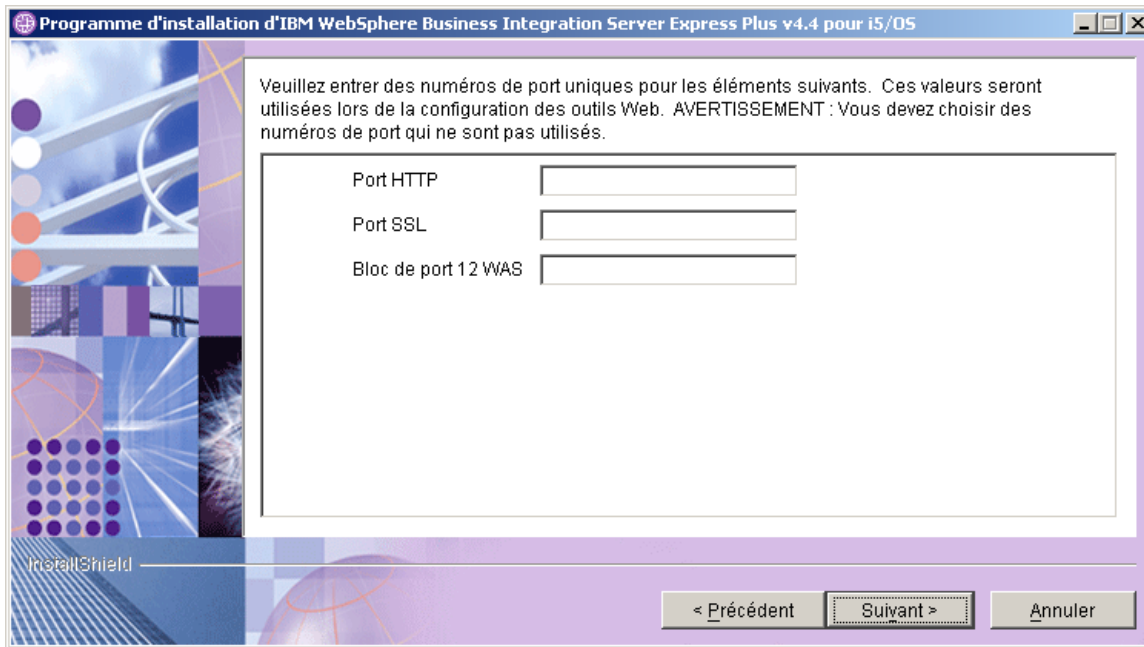 Programme d'installation d'IBM WebSphere Business Integration Server Express Plus v4.4 pour i5/OS
Veuillez entrer des numéros de port uniques pour les éléments suivants.  Ces valeurs seront
utilisées lors de la configuration des outils Web.  AVERTISSEMENT : Vous devez choisir des
numéros de port qui ne sont pas utilisés.
Port HTTP
Port SSL
Bloc de port 12 WAS
InstallShield
< Précédent
Suivant >
Annuler